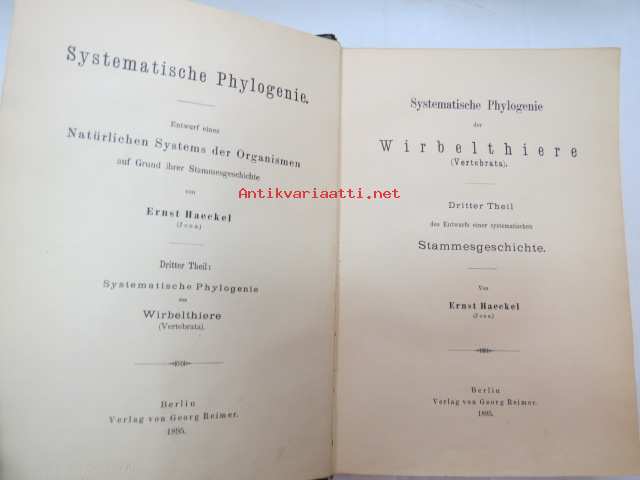 Systematische Phylogenie.
Entwurf eines
Natürlichen Systems der Organismen
auf Grund ihrer Stammesgeschichte
von
Ernst Haeckel
(Jena)
Dritter Theil:
Systematische Phylogenie
der
Wirbelthiere
(Vertebrata).
Berlin
Verlag von Georg Reimer.
1895.
Systematische Phylogenie
der
Wirbelthiere
(Vertebrata).
Antikvariaatti.net
Dritter Theil
des Entwurfs einer systematischen
Stammesgeschichte.
Von
Ernst Haeckel
(Jena)
Berlin
Verlag von Georg Reimer.
1895.